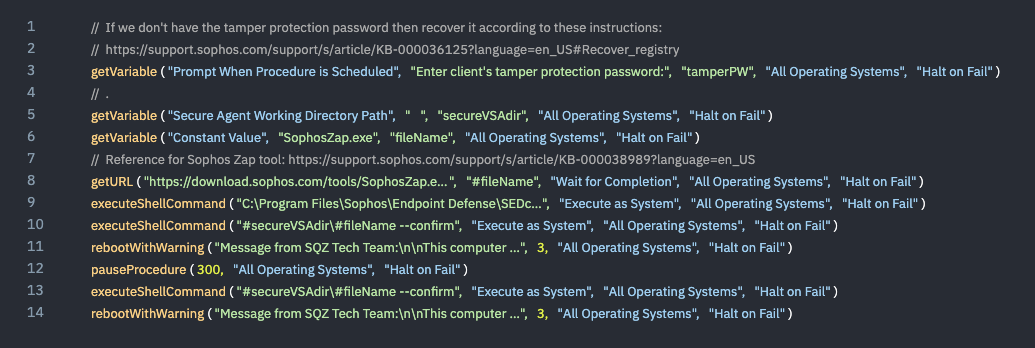 1 // If we don't have the tamper protection password then recover it according to these instructions:
2 // https://support.sophos.com/support/s/article/KB-000036125?language=en_US#Recover_registry
3 getVariable ("Prompt When Procedure is Scheduled", "Enter client's tamper protection password:", "tamperPW", "All Operating Systems", "Halt on Fail")
4 // .
5 getVariable ("Secure Agent Working Directory Path", " ", "secureVSAdir", "All Operating Systems", "Halt on Fail")
6 getVariable ("Constant Value", "SophosZap.exe", "fileName", "All Operating Systems", "Halt on Fail")
7 // Reference for Sophos Zap tool: https://support.sophos.com/support/s/article/KB-000038989?language=en_US
8 getURL ("https://download.sophos.com/tools/SophosZap.e...", "#fileName", "Wait for Completion", "All Operating Systems", "Halt on Fail")
9 executeShellCommand ("C:\Program Files\Sophos\Endpoint Defense\SEDc...", "Execute as System", "All Operating Systems", "Halt on Fail")
10 executeShellCommand ("#secureVSAdir\#fileName --confirm", "Execute as System", "All Operating Systems", "Halt on Fail")
11 rebootWithWarning ("Message from SQZ Tech Team:\n\nThis computer ...", 3, "All Operating Systems", "Halt on Fail")
12 pauseProcedure (300, "All Operating Systems", "Halt on Fail")
13 executeShellCommand ("#secureVSAdir\#fileName --confirm", "Execute as System", "All Operating Systems", "Halt on Fail")
14 rebootWithWarning ("Message from SQZ Tech Team:\n\nThis computer ...", 3, "All Operating Systems", "Halt on Fail")